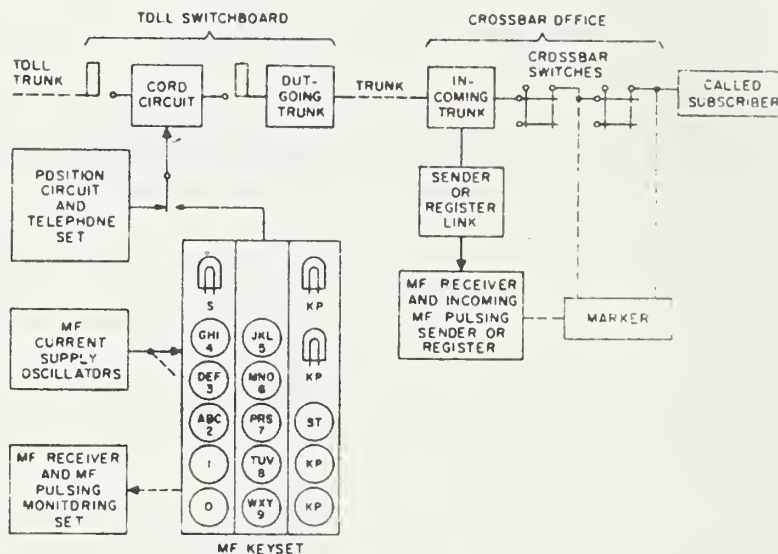 TOLL SWITCHBOARD
CROSSBAR OFFICE
TOLL
TRUNK
CORD
CIRCUIT
OUT-
GOING
TRUNK
TRUNK
IN-
COMING
TRUNK
CROSSBAR
SWITCHES
CALLED
SUBSCRIBER
POSITION
CIRCUIT
AND
TELEPHONE
SET
SENDER
OR
REGISTER
LINK
MF RECEIVER
AND INCOMING
MF PULSING
SENDER OR
REGISTER
MARKER
MF
CURRENT
SUPPLY
OSCILLATORS
MF RECEIVER
AND MF
PULSING
MONITORING
SET
S
KP
GHI
4
JKL
5
KP
DEF
3
MNO
6
ABC
2
PRS
7
ST
1
TUV
8
KP
0
WXY
9
KP
MF KEYSET